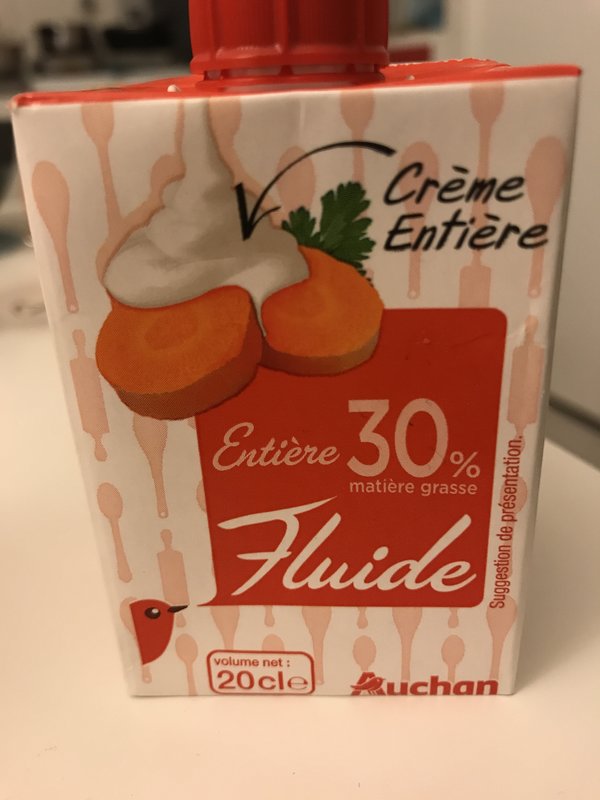 Crème
Entière
Entière 30%
matière grasse
Fluide
Suggestion de présentation.
volume net :
20cl e
Auchan